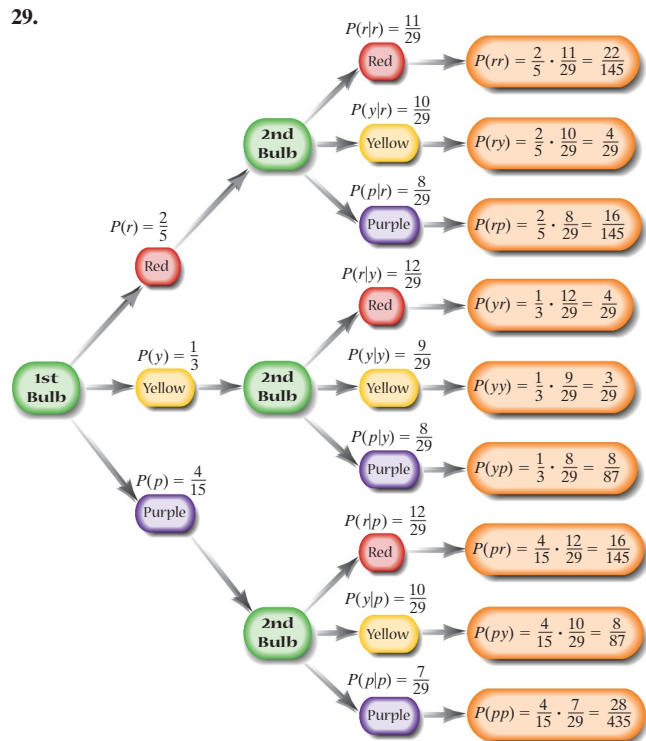 29.
P(r|r) = 11/29
Red
P(rr) = 2/5 · 11/29 = 22/145
P(y|r) = 10/29
2nd Bulb
Yellow
P(ry) = 2/5 · 10/29 = 4/29
P(p|r) = 8/29
Purple
P(rp) = 2/5 · 8/29 = 16/145
P(r) = 2/5
Red
P(r|y) = 12/29
Red
P(yr) = 1/3 · 12/29 = 4/29
1st Bulb
P(y) = 1/3
Yellow
2nd Bulb
P(y|y) = 9/29
Yellow
P(yy) = 1/3 · 9/29 = 3/29
P(p|y) = 8/29
Purple
P(yp) = 1/3 · 8/29 = 8/87
P(p) = 4/15
Purple
P(r|p) = 12/29
Red
P(pr) = 4/15 · 12/29 = 16/145
P(y|p) = 10/29
2nd Bulb
Yellow
P(py) = 4/15 · 10/29 = 8/87
P(p|p) = 7/29
Purple
P(pp) = 4/15 · 7/29 = 28/435